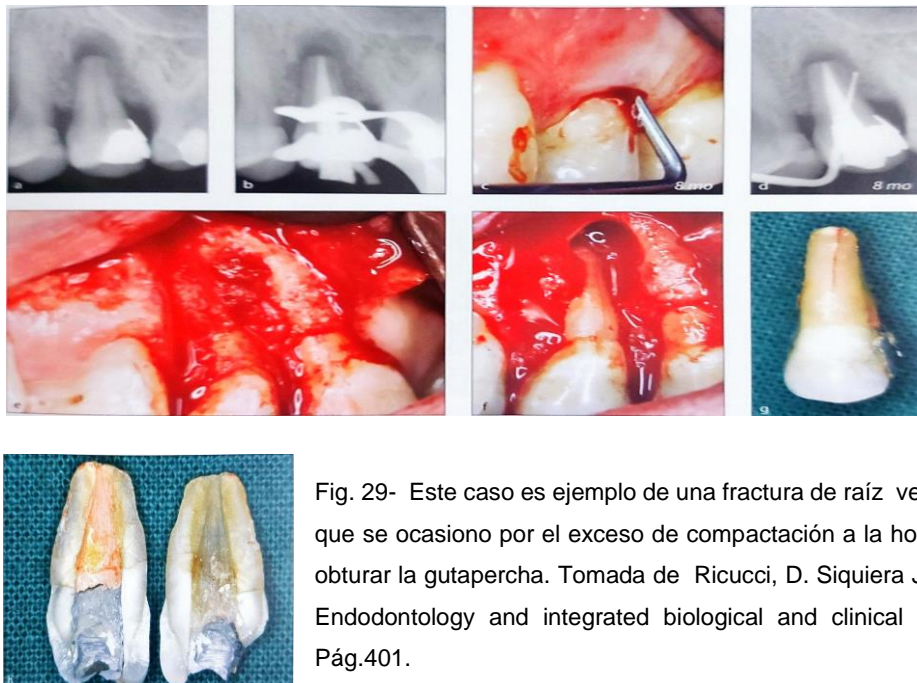 a
b
c
8 mo
d
8 mo
e
f
g
Fig. 29- Este caso es ejemplo de una fractura de raíz ve
que se ocasiono por el exceso de compactación a la ho
obturar la gutapercha. Tomada de Ricucci, D. Siquiera J
Endodontology and integrated biological and clinical
Pág.401.